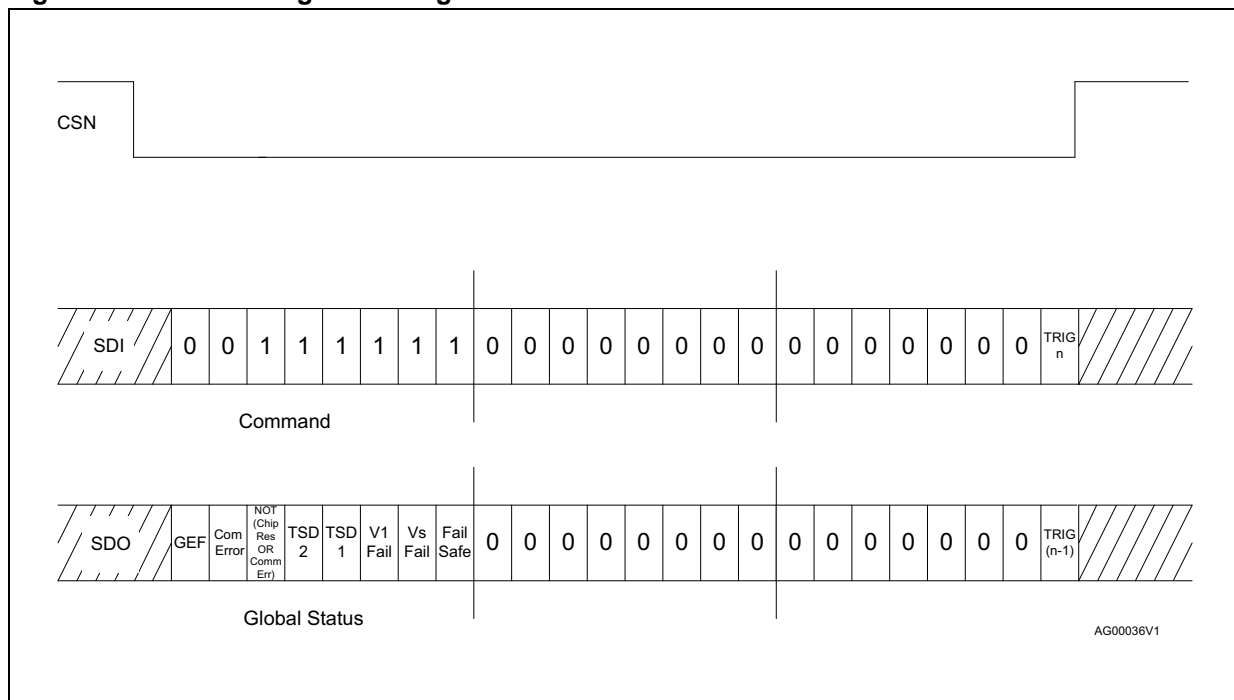 CSN
SDI 0 0 1 1 1 1 1 1 0 0 0 0 0 0 0 0 0 0 0 0 0 0 0 TRIG n
Command
SDO GEF Com Error NOT (Chip Res OR Comm Err) TSD 2 TSD 1 V1 Fail Vs Fail Fail Safe 0 0 0 0 0 0 0 0 0 0 0 0 0 0 0 TRIG (n-1)
Global Status
AG00036V1